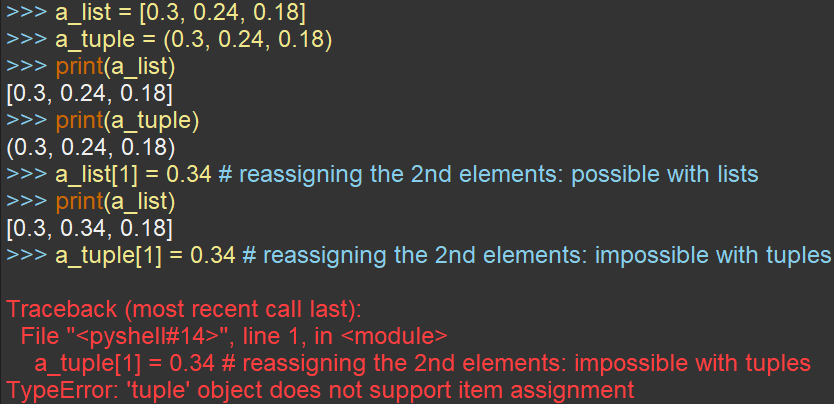 >>> a_list = [0.3, 0.24, 0.18]
>>> a_tuple = (0.3, 0.24, 0.18)
>>> print(a_list)
[0.3, 0.24, 0.18]
>>> print(a_tuple)
(0.3, 0.24, 0.18)
>>> a_list[1] = 0.34 # reassigning the 2nd elements: possible with lists
>>> print(a_list)
[0.3, 0.34, 0.18]
>>> a_tuple[1] = 0.34 # reassigning the 2nd elements: impossible with tuples
Traceback (most recent call last):
  File "<pyshell#14>", line 1, in <module>
    a_tuple[1] = 0.34 # reassigning the 2nd elements: impossible with tuples
TypeError: 'tuple' object does not support item assignment